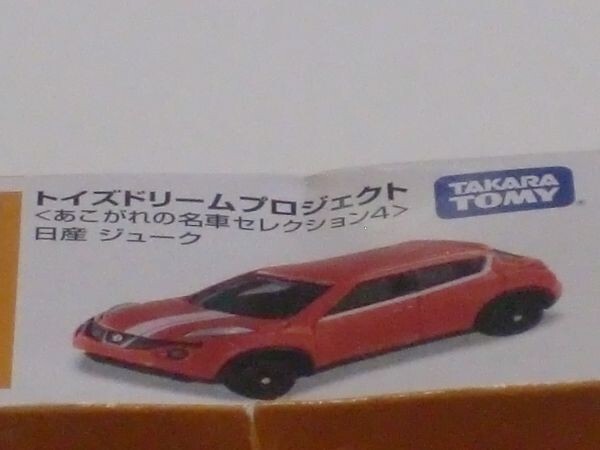 トイズドリームプロジェクト
<あこがれの名車セレクション4>
日産 ジューク
TAKARA
TOMY